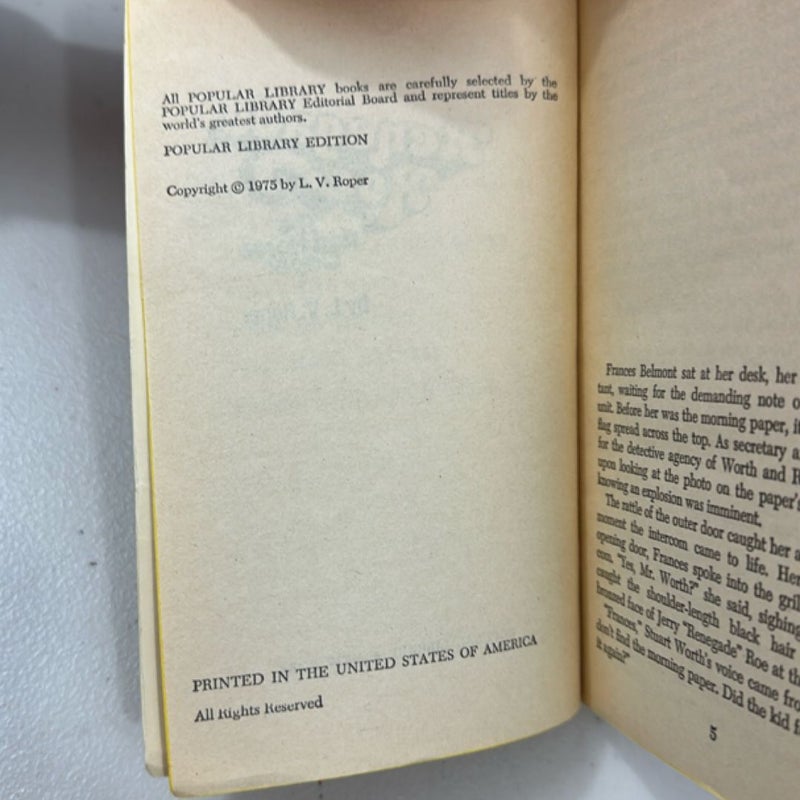 All POPULAR LIBRARY books are carefully selected by the
POPULAR LIBRARY Editorial Board and represent titles by the
world's greatest authors.
POPULAR LIBRARY EDITION
Copyright © 1975 by L. V. Roper
PRINTED IN THE UNITED STATES OF AMERICA
All Rights Reserved
Frances Belmont sat at her desk, her
tant, waiting for the demanding note o
unit. Before her was the morning paper, i
flag spread across the top. As secretary a
for the detective agency of Worth and R
upon looking at the photo on the paper's
knowing an explosion was imminent.
The rattle of the outer door caught her a
moment the intercom came to life. Her
opening door, Frances spoke into the gril
com. "Yes, Mr. Worth?" she said, sighing
caught the shoulder-length black hair
bronzed face of Jerry "Renegade" Roe at th
"Frances," Stuart Worth's voice came fro
don't find the morning paper. Did the kid f
it again?"
5